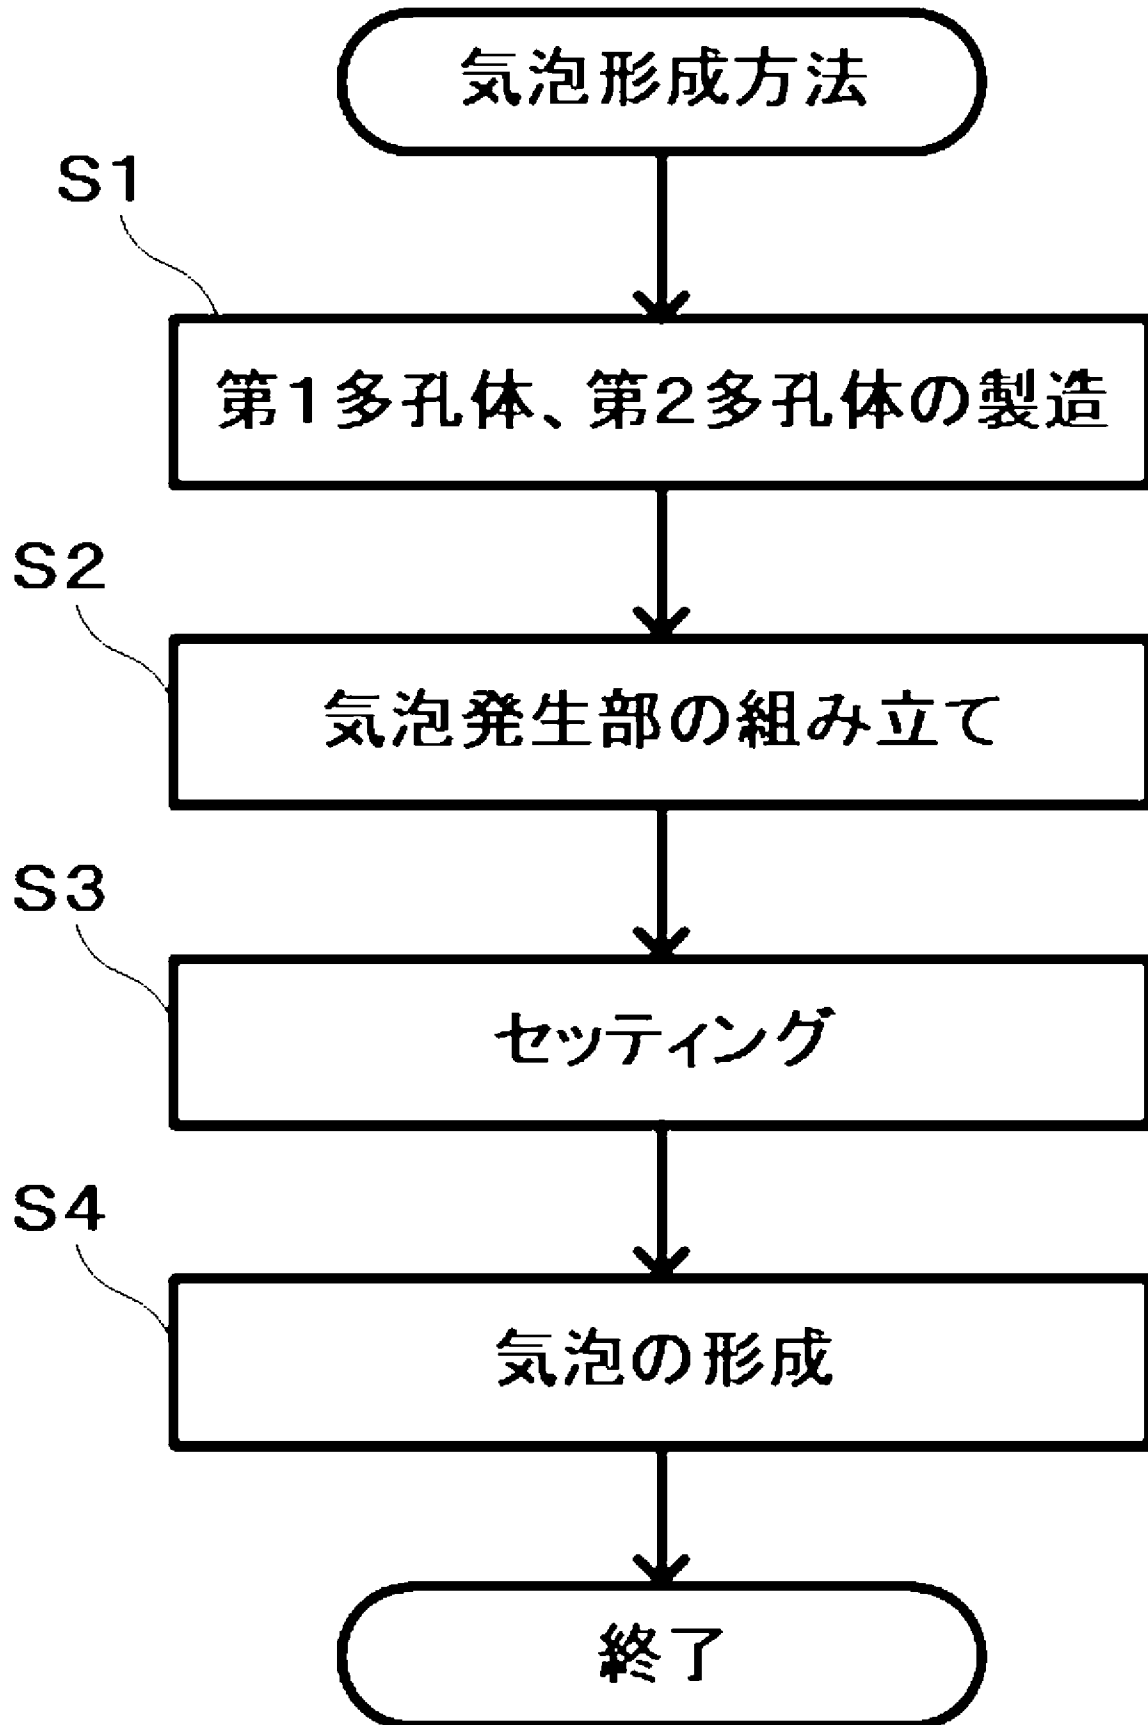 気泡形成方法
S1
第1多孔体、第2多孔体の製造
S2
気泡発生部の組み立て
S3
セッティング
S4
気泡の形成
終了